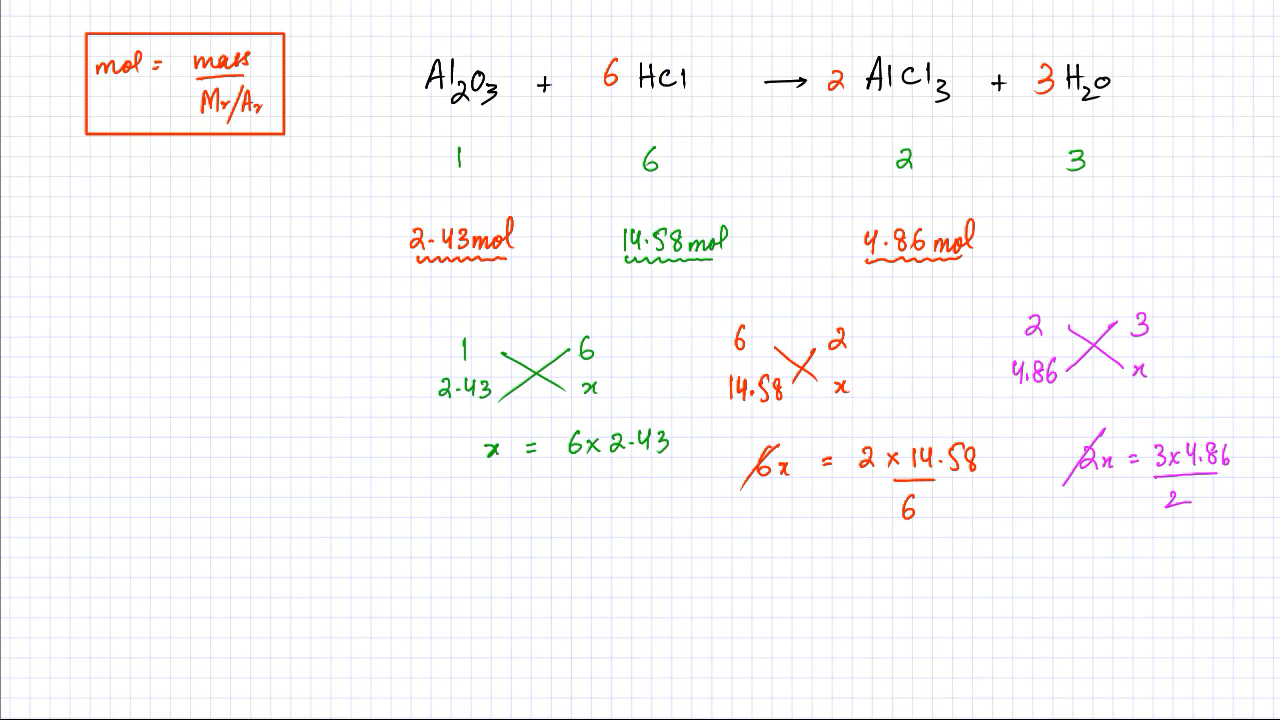 mol = mass
Mr/Ar
Al₂O₃ + 6 HCl → 2 AlCl₃ + 3 H₂O
1 6 2 3
2.43 mol 14.58 mol 4.86 mol
1 6
2.43 x
x = 6 x 2.43
6 2
14.58 x
6x = 2 x 14.58
6
2 3
4.86 x
2x = 3 x 4.86
2